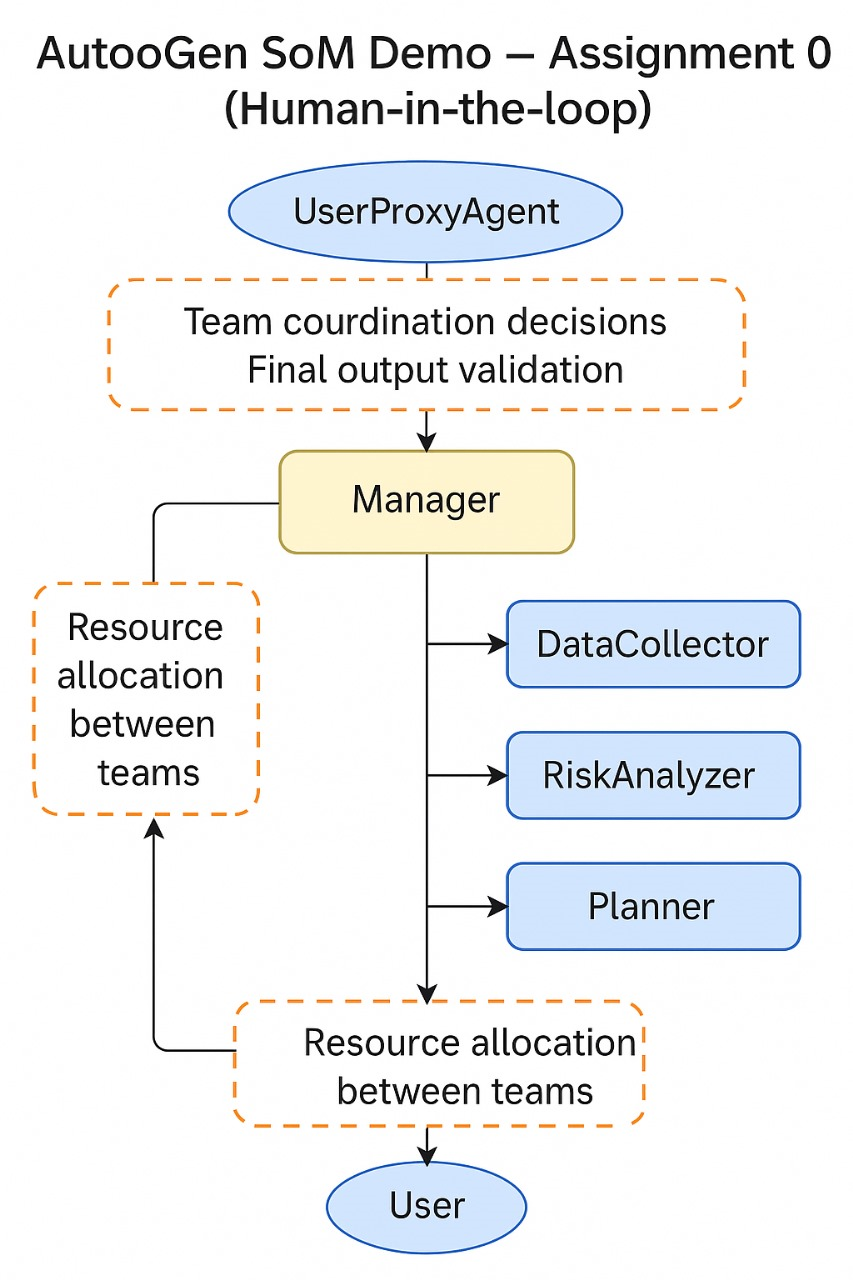 AutooGen SoM Demo – Assignment 0
(Human-in-the-loop)
UserProxyAgent
Team courdination decisions
Final output validation
Manager
Resource
allocation
between
teams
DataCollector
RiskAnalyzer
Planner
Resource allocation
between teams
User